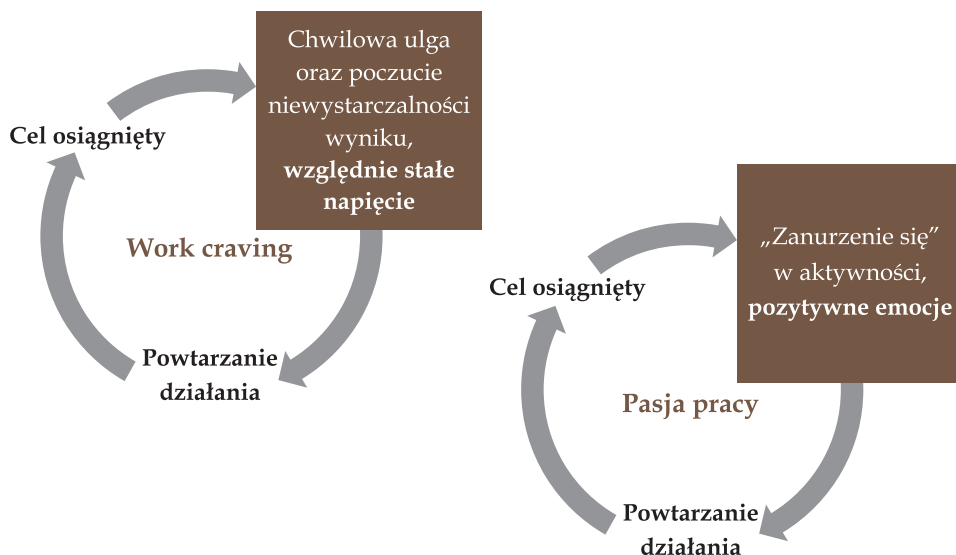 Chwilowa ulga
oraz poczucie
niewystarczalności
wyniku,
względnie stałe
napięcie
Cel osiągnięty
Work craving
Powtarzanie
działania
„Zanurzenie się”
w aktywności,
pozytywne emocje
Cel osiągnięty
Pasja pracy
Powtarzanie
działania